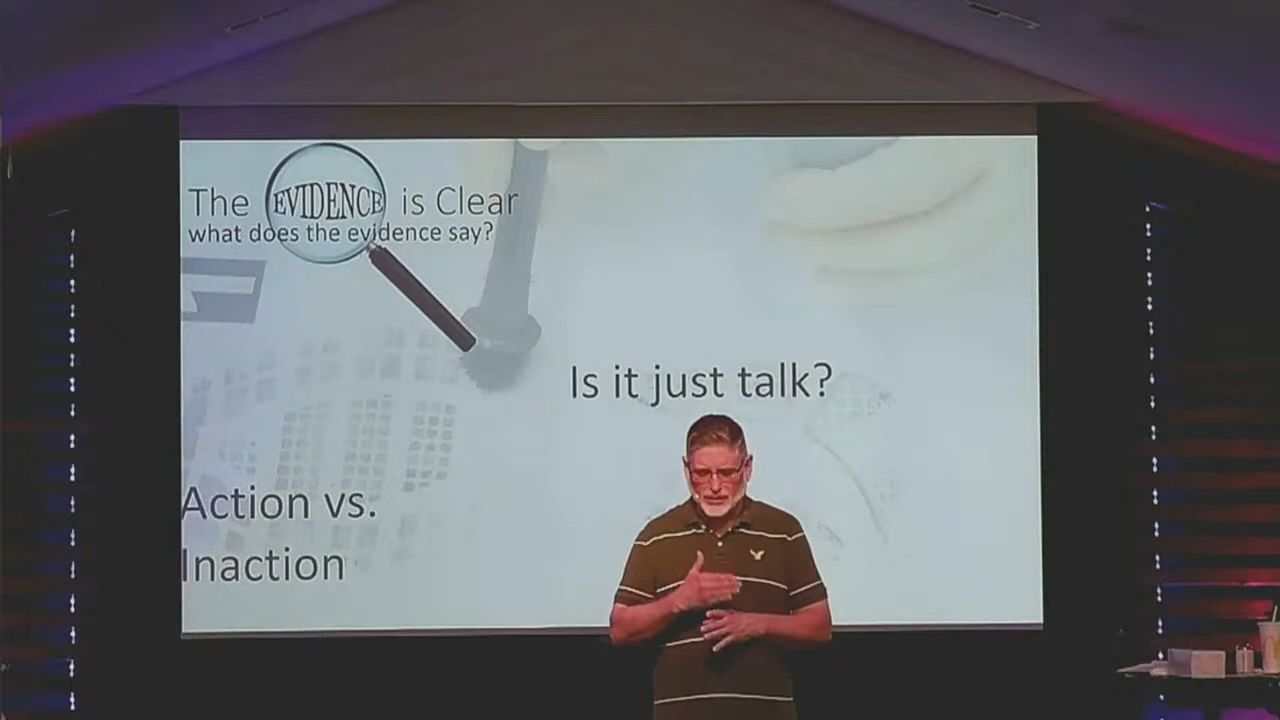 The EVIDENCE is Clear
what does the evidence say?
Is it just talk?
Action vs.
Inaction